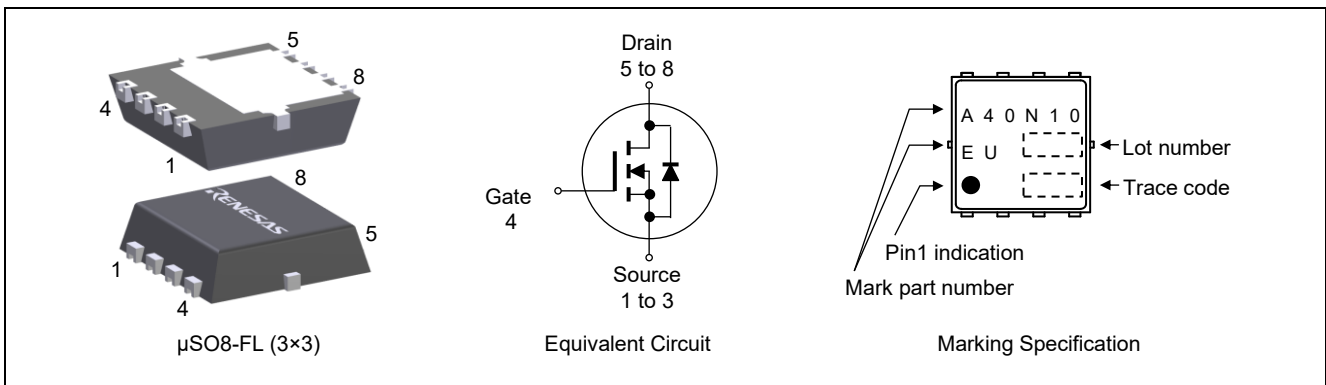 5
8
4
1
8
RENESAS
5
1
4
µSO8-FL (3×3)
Drain
5 to 8
Gate
4
Source
1 to 3
Equivalent Circuit
A 4 0 N 1 0
E U
Lot number
Trace code
Pin1 indication
Mark part number
Marking Specification